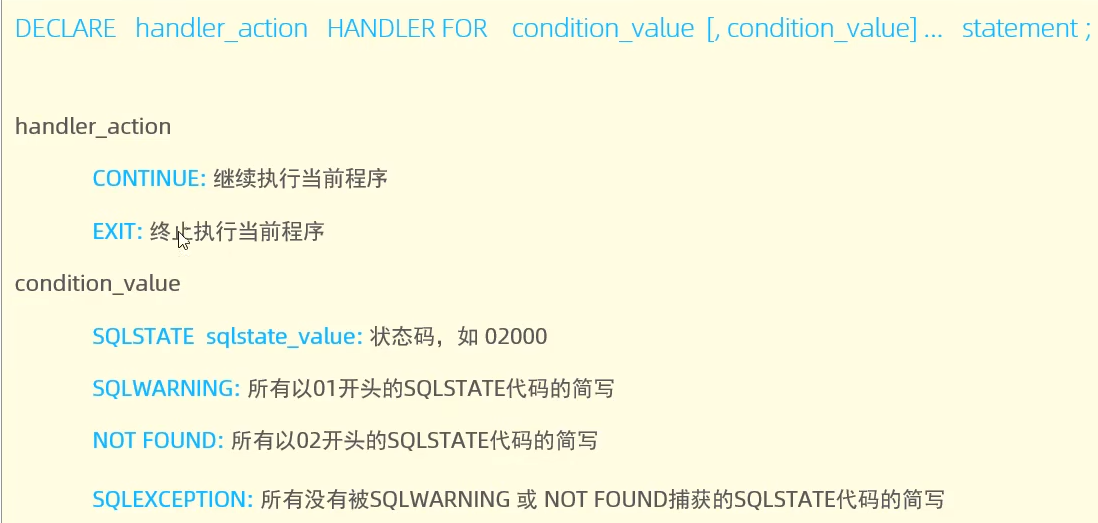 DECLARE handler_action HANDLER FOR condition_value [, condition_value] ... statement ;
handler_action
CONTINUE: 继续执行当前程序
EXIT: 终止执行当前程序
condition_value
SQLSTATE sqlstate_value: 状态码，如 02000
SQLWARNING: 所有以01开头的SQLSTATE代码的简写
NOT FOUND: 所有以02开头的SQLSTATE代码的简写
SQLEXCEPTION: 所有没有被SQLWARNING 或 NOT FOUND捕获的SQLSTATE代码的简写